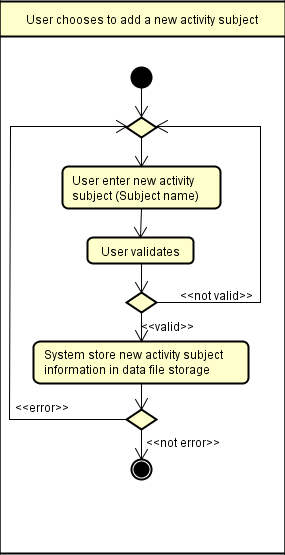 User chooses to add a new activity subject
User enter new activity
subject (Subject name)
User validates
<<not valid>>
<<valid>>
System store new activity subject
information in data file storage
<<error>>
<<not error>>